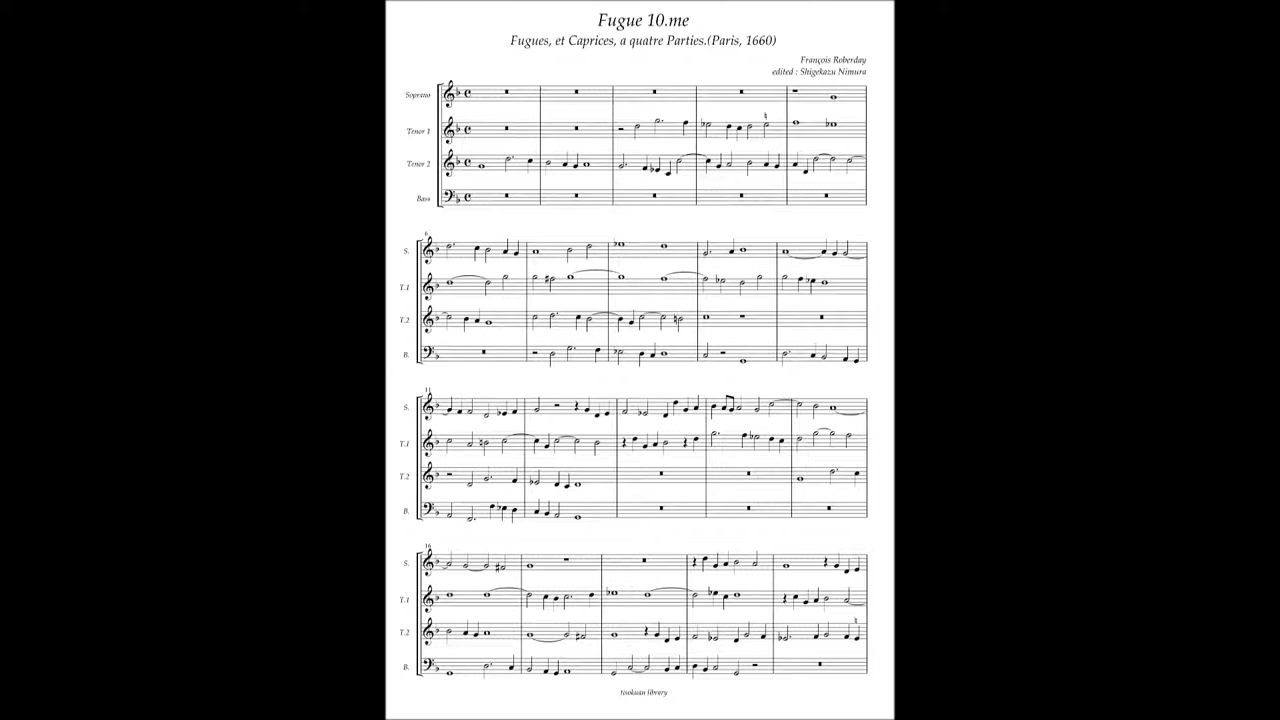 Fugue 10.me
Fugues, et Caprices, a quatre Parties.(Paris, 1660)
François Roberday
edited : Shigekazu Nimura
Soprano
Tenor 1
Tenor 2
Bass
6
S.
T.1
T.2
B.
11
S.
T.1
T.2
B.
16
S.
T.1
T.2
B.
library